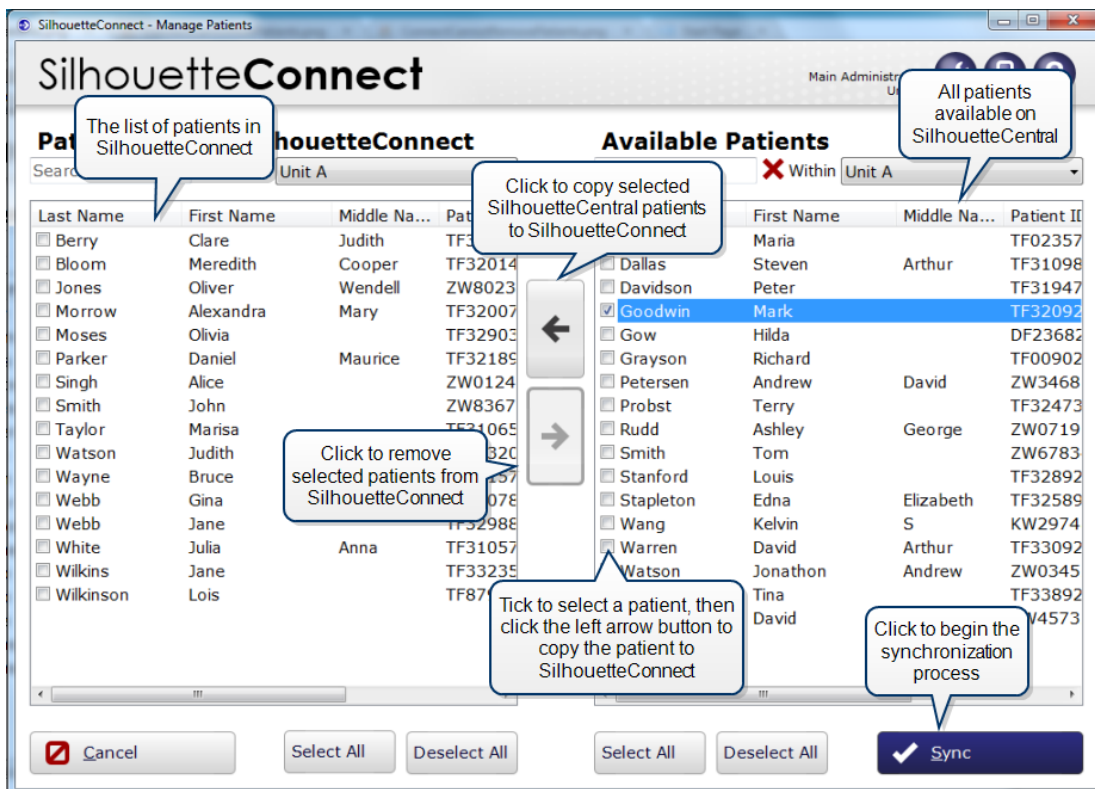 SilhouetteConnect - Manage Patients
SilhouetteConnect
Main Administr
The list of patients in
SilhouetteConnect
All patients
available on
SilhouetteCentral
houetteConnect
Available Patients
Unit A
Within Unit A
Click to copy selected
SilhouetteCentral patients
to SilhouetteConnect
Last Name First Name Middle Na...
Berry Clare Judith
Bloom Meredith Cooper TF32014
Jones Oliver Wendell ZW8023
Morrow Alexandra Mary TF32007
Moses Olivia TF32903
Parker Daniel Maurice TF32189
Singh Alice ZW0124
Smith John ZW8367
Taylor Marisa TF31065
Watson Judith 320
Wayne Bruce 157
Webb Gina 078
Webb Jane TF32988
White Julia Anna TF31057
Wilkins Jane TF33235
Wilkinson Lois TF879
Click to remove
selected patients from
SilhouetteConnect
First Name Middle Na... Patient ID
Maria TF02357
Dallas Steven Arthur TF31098
Davidson Peter TF31947
Goodwin Mark TF32092
Gow Hilda DF23682
Grayson Richard TF00902
Petersen Andrew David ZW3468
Probst Terry TF32473
Rudd Ashley George ZW0719
Smith Tom ZW6783
Stanford Louis TF32892
Stapleton Edna Elizabeth TF32589
Wang Kelvin S KW2974
Warren David Arthur TF33092
Watson Jonathon Andrew ZW0345
Tina TF33892
David W4573
Tick to select a patient, then
click the left arrow button to
copy the patient to
SilhouetteConnect
Click to begin the
synchronization
process
Cancel
Select All
Deselect All
Select All
Deselect All
Sync